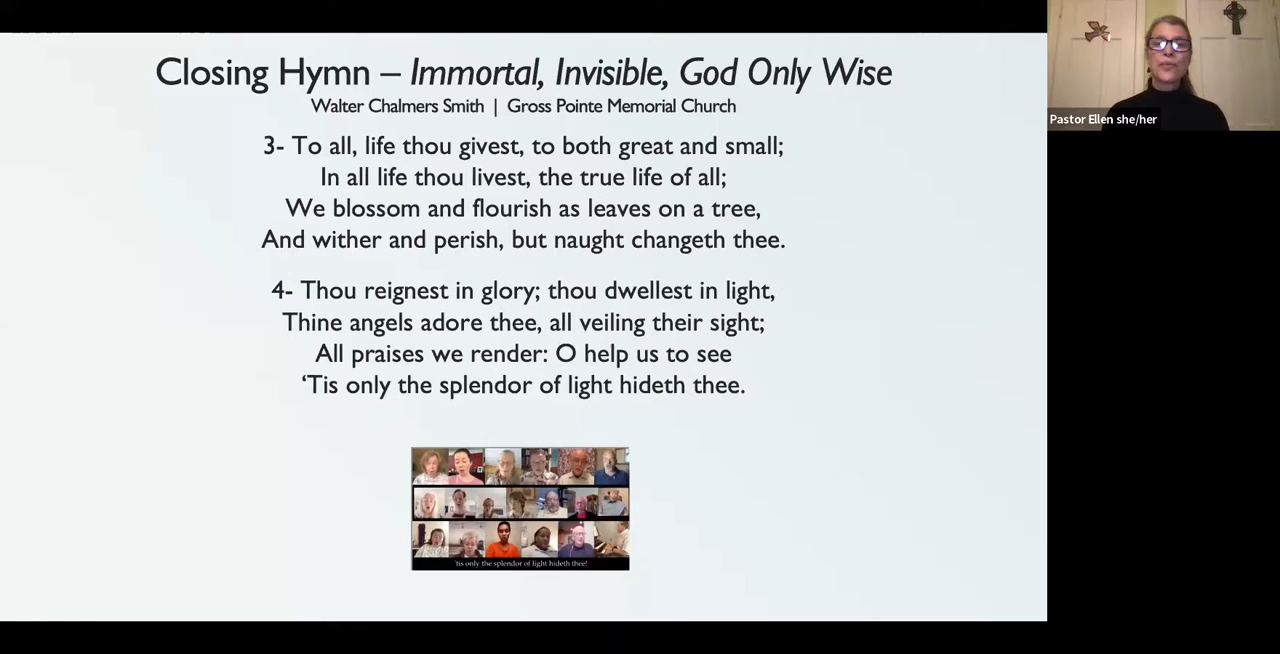 Closing Hymn – Immortal, Invisible, God Only Wise
Walter Chalmers Smith | Gross Pointe Memorial Church
3- To all, life thou givest, to both great and small;
In all life thou livest, the true life of all;
We blossom and flourish as leaves on a tree,
And wither and perish, but naught changeth thee.
4- Thou reignest in glory; thou dwellest in light,
Thine angels adore thee, all veiling their sight;
All praises we render: O help us to see
‘Tis only the splendor of light hideth thee.
'tis only the splendor of light hideth thee!
Pastor Ellen she/her